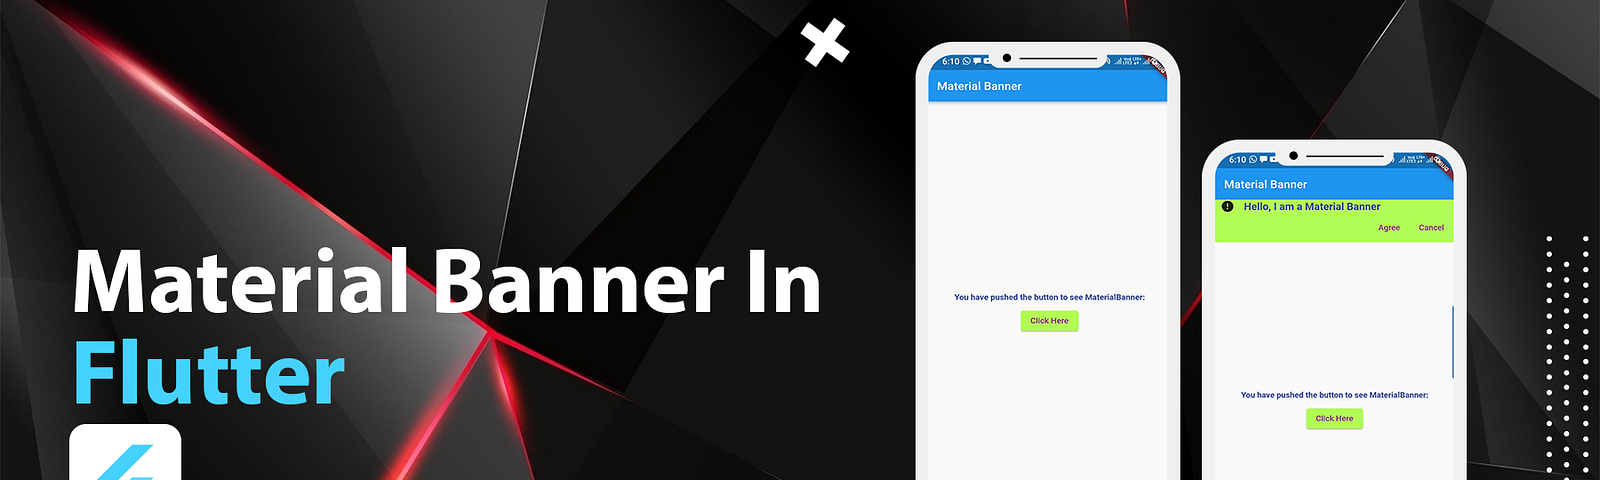 Material Banner In
Flutter
6:10
Material Banner
You have pushed the button to see MaterialBanner:
Click Here
6:10
Material Banner
Hello, I am a Material Banner
Agree Cancel
You have pushed the button to see MaterialBanner:
Click Here